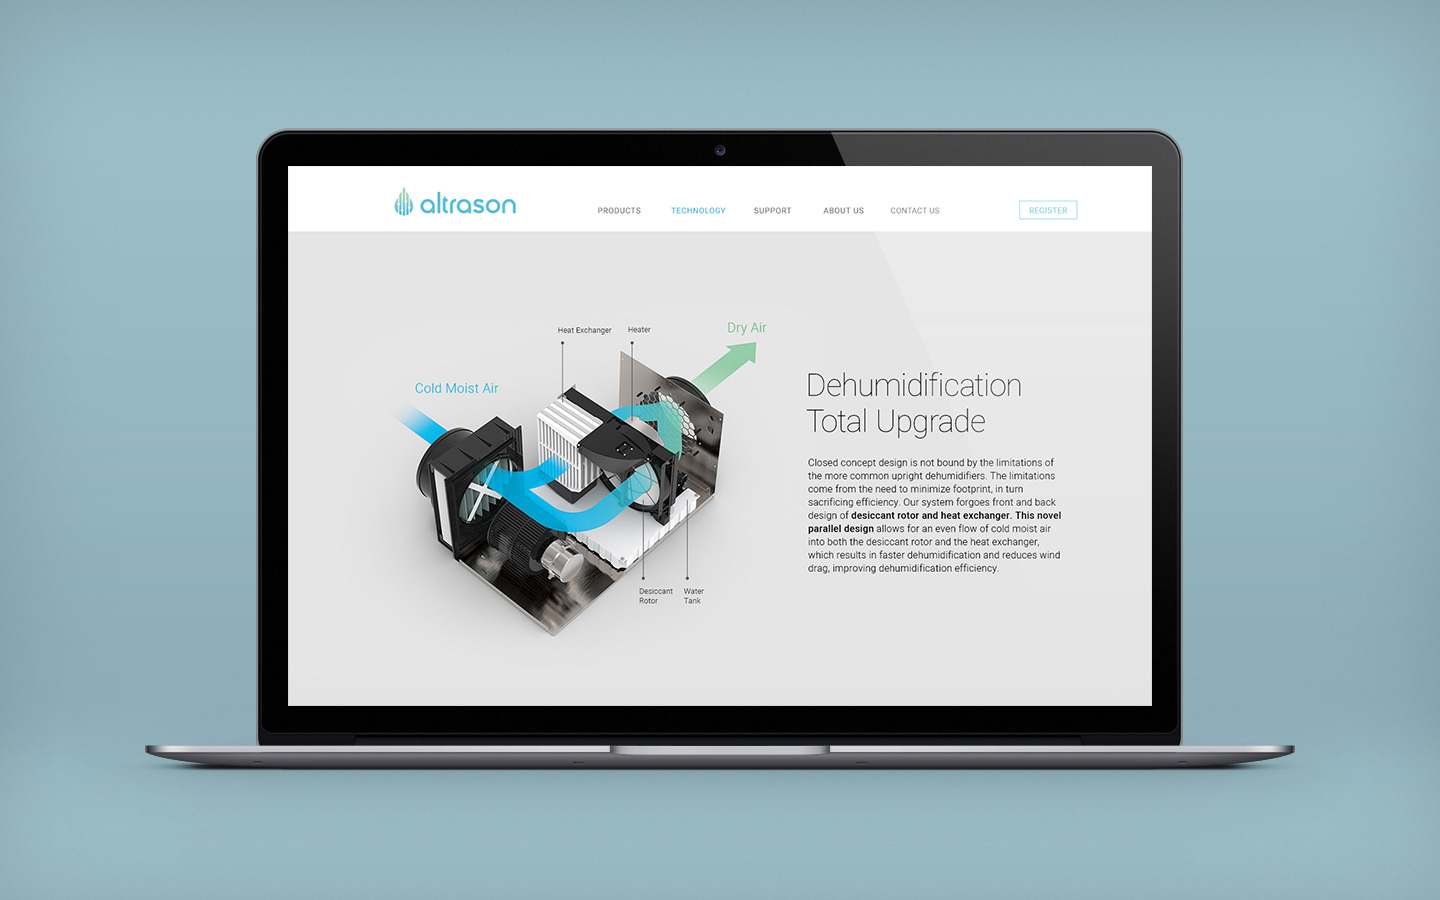 altrason
PRODUCTS
TECHNOLOGY
SUPPORT
ABOUT US
CONTACT US
REGISTER
Heat Exchanger
Heater
Dry Air
Cold Moist Air
Desiccant
Rotor
Water
Tank
Dehumidification
Total Upgrade
Closed concept design is not bound by the limitations of
the more common upright dehumidifiers. The limitations
come from the need to minimize footprint, in turn
sacrificing efficiency. Our system forgoes front and back
design of desiccant rotor and heat exchanger. This novel
parallel design allows for an even flow of cold moist air
into both the desiccant rotor and the heat exchanger,
which results in faster dehumidification and reduces wind
drag, improving dehumidification efficiency.